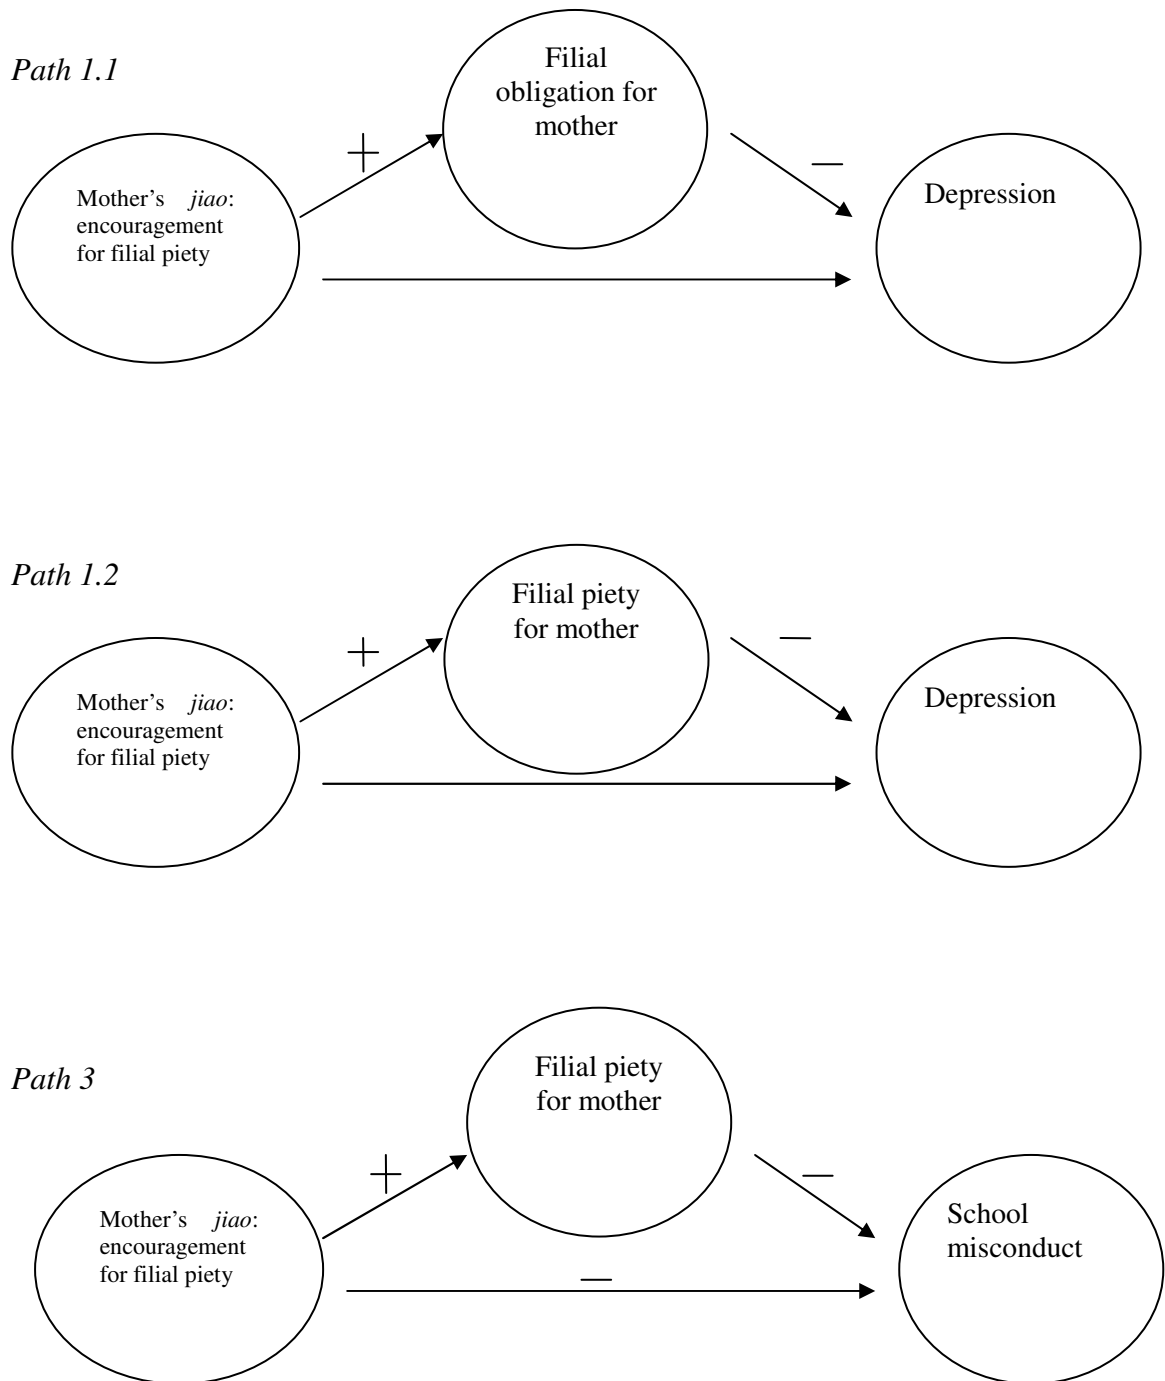 Path 1.1
Filial
obligation for
mother
+
−
Mother's jiao:
encouragement
for filial piety
Depression
Path 1.2
Filial piety
for mother
+
−
Mother's jiao:
encouragement
for filial piety
Depression
Path 3
Filial piety
for mother
+
−
Mother's jiao:
encouragement
for filial piety
School
misconduct
−